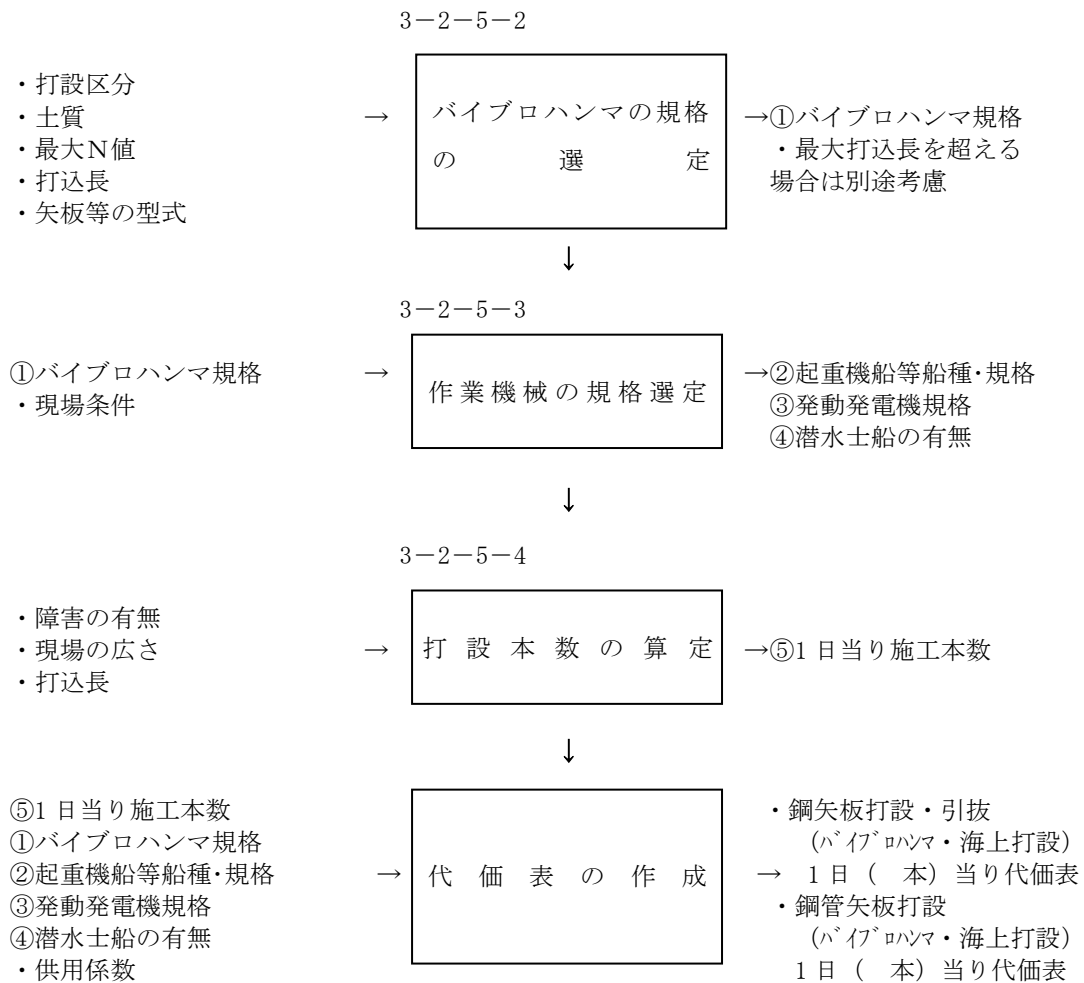 3－2－5－2
・打設区分
・土質
・最大Ｎ値
・打込長
・矢板等の型式
→
バイブロハンマの規格
の選定
→①バイブロハンマ規格
・最大打込長を超える
場合は別途考慮
↓
3－2－5－3
①バイブロハンマ規格
・現場条件
→
作業機械の規格選定
→②起重機船等船種･規格
③発動発電機規格
④潜水士船の有無
↓
3－2－5－4
・障害の有無
・現場の広さ
・打込長
→
打設本数の算定
→⑤1 日当り施工本数
↓
⑤1 日当り施工本数
①バイブロハンマ規格
②起重機船等船種･規格
③発動発電機規格
④潜水士船の有無
・供用係数
→
代価表の作成
→
・鋼矢板打設・引抜
（ﾊﾞｲﾌﾞﾛﾊﾝﾏ・海上打設）
1 日（　本）当り代価表
・鋼管矢板打設
（ﾊﾞｲﾌﾞﾛﾊﾝﾏ・海上打設）
1 日（　本）当り代価表